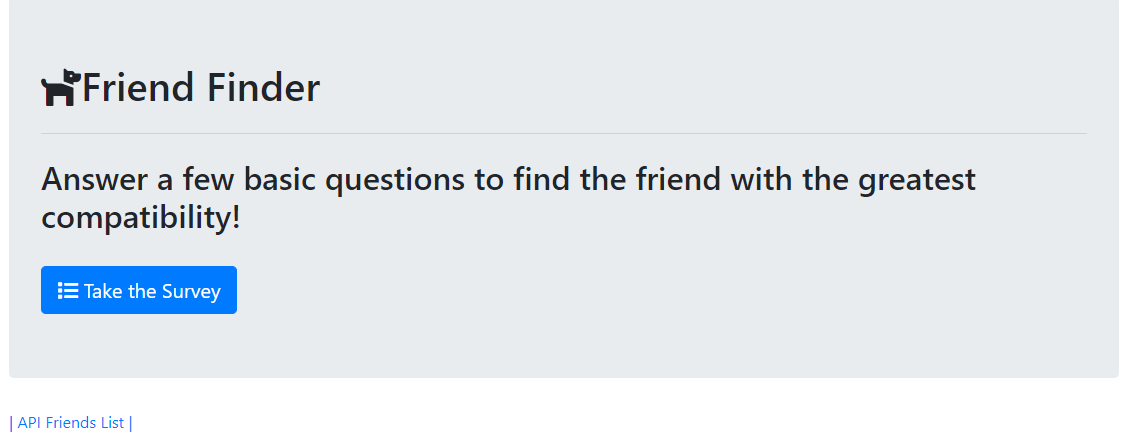 Friend Finder
Answer a few basic questions to find the friend with the greatest
compatibility!
Take the Survey
| API Friends List |